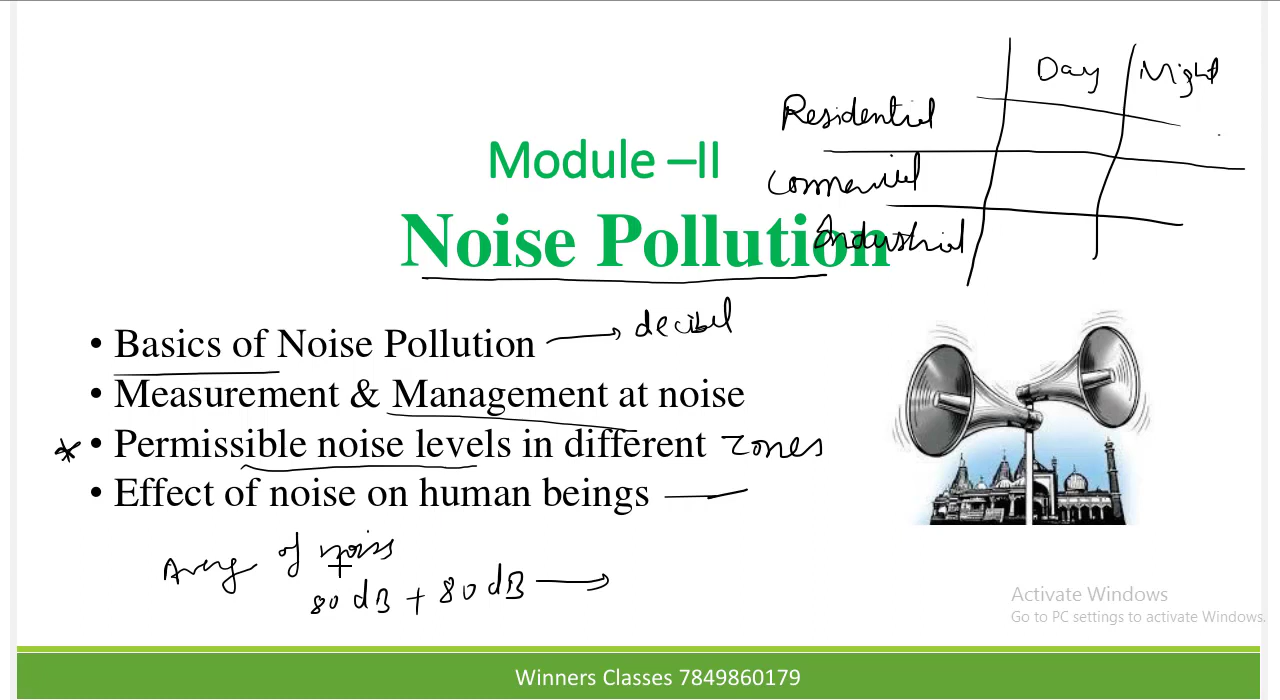 Day Night
Residential
Module –II
Commercial
Noise Pollution
Industrial
• Basics of Noise Pollution → decibel
• Measurement & Management at noise
* • Permissible noise levels in different zones
• Effect of noise on human beings
of noise
80 dB + 80 dB →
Activate Windows
Go to PC settings to activate Windows.
Winners Classes 7849860179